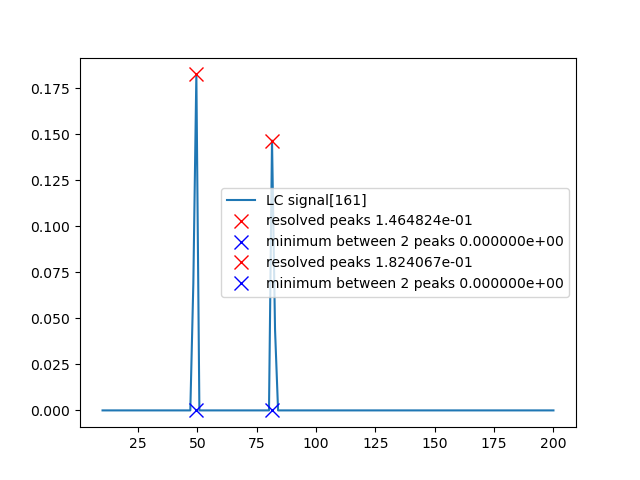 0.175
0.150
0.125
0.100
0.075
0.050
0.025
0.000
LC signal[161]
resolved peaks 1.464824e-01
minimum between 2 peaks 0.000000e+00
resolved peaks 1.824067e-01
minimum between 2 peaks 0.000000e+00
25 50 75 100 125 150 175 200